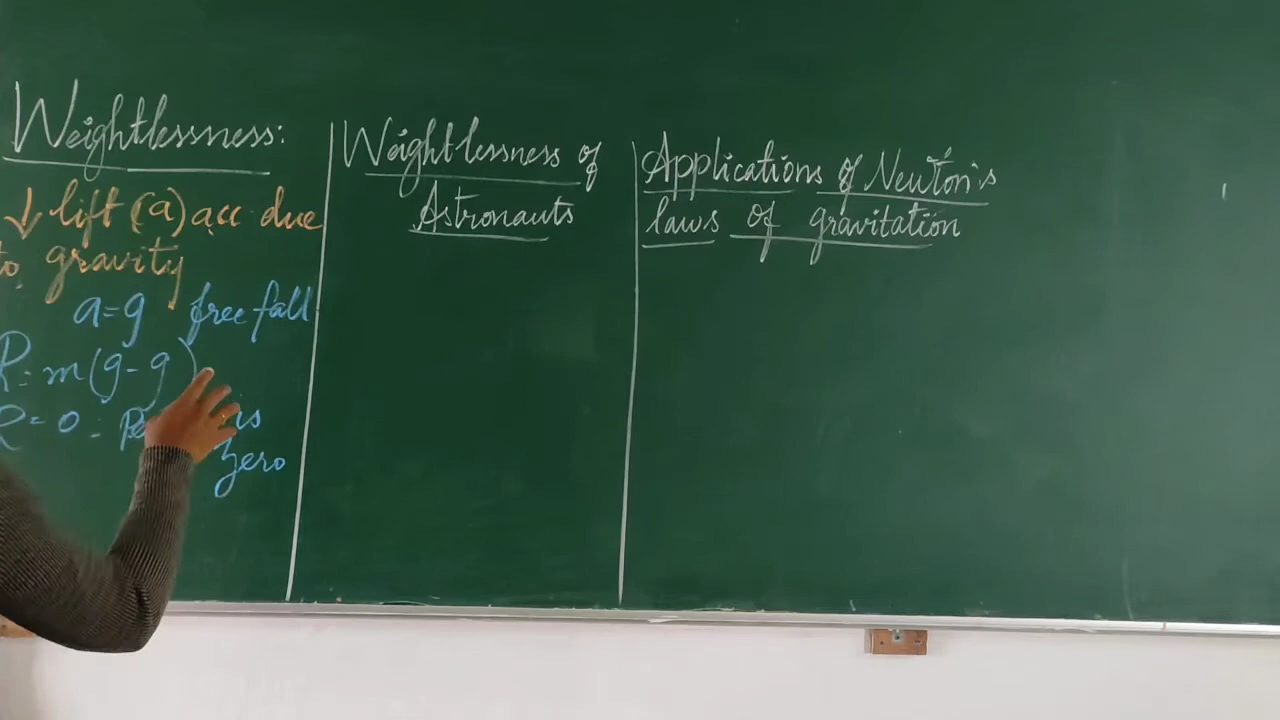 Weightlessness:
↓ lift (a) acc due
to gravity
a=g free fall
R=m(g-g)
R=0 : is
zero
Weightlessness of
Astronauts
Applications of Newton's
laws of gravitation